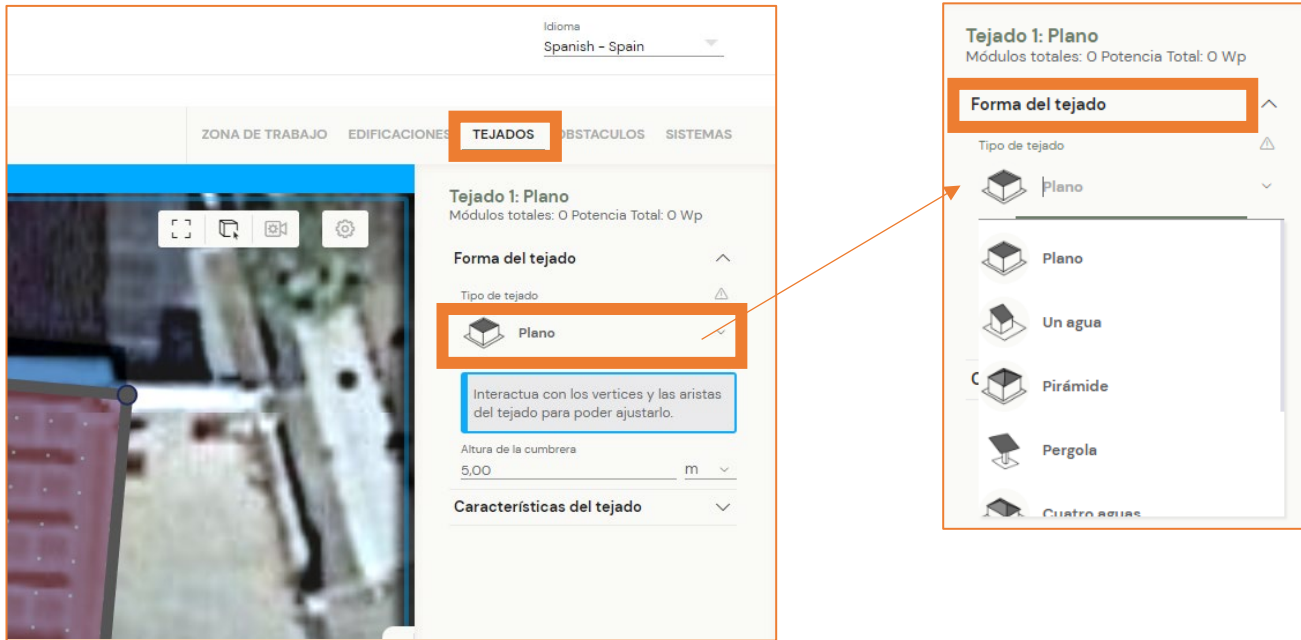 Idioma
Spanish - Spain
ZONA DE TRABAJO EDIFICACIONES TEJADOS OBSTACULOS SISTEMAS
Tejado 1: Plano
Módulos totales: 0 Potencia Total: 0 Wp
Forma del tejado
Tipo de tejado
Plano
Interactua con los vertices y las aristas
del tejado para poder ajustarlo.
Altura de la cumbrera
5,00 m
Características del tejado
Tejado 1: Plano
Módulos totales: 0 Potencia Total: 0 Wp
Forma del tejado
Tipo de tejado
Plano
Plano
Un agua
C
Pirámide
Pergola
Cuatro aguas